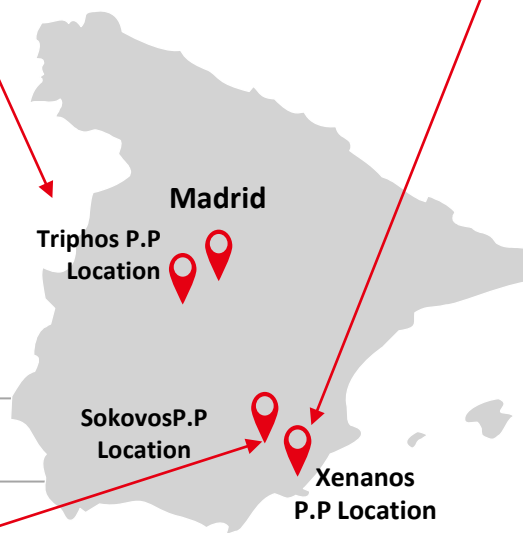 Madrid
Triphos P.P
Location
SokovosP.P
Location
Xenanos
P.P Location